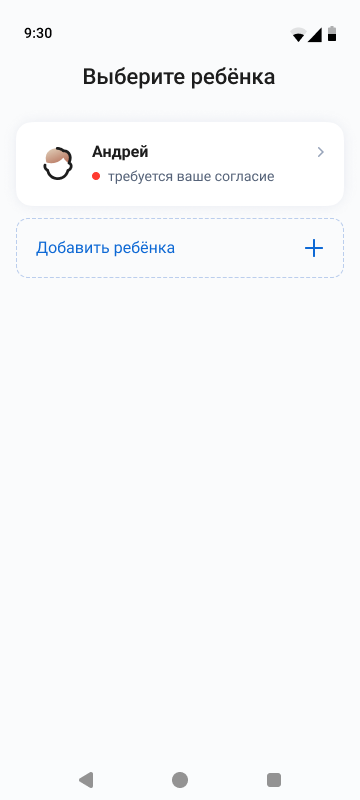 9:30
Выберите ребёнка
Андрей
требуется ваше согласие
Добавить ребёнка